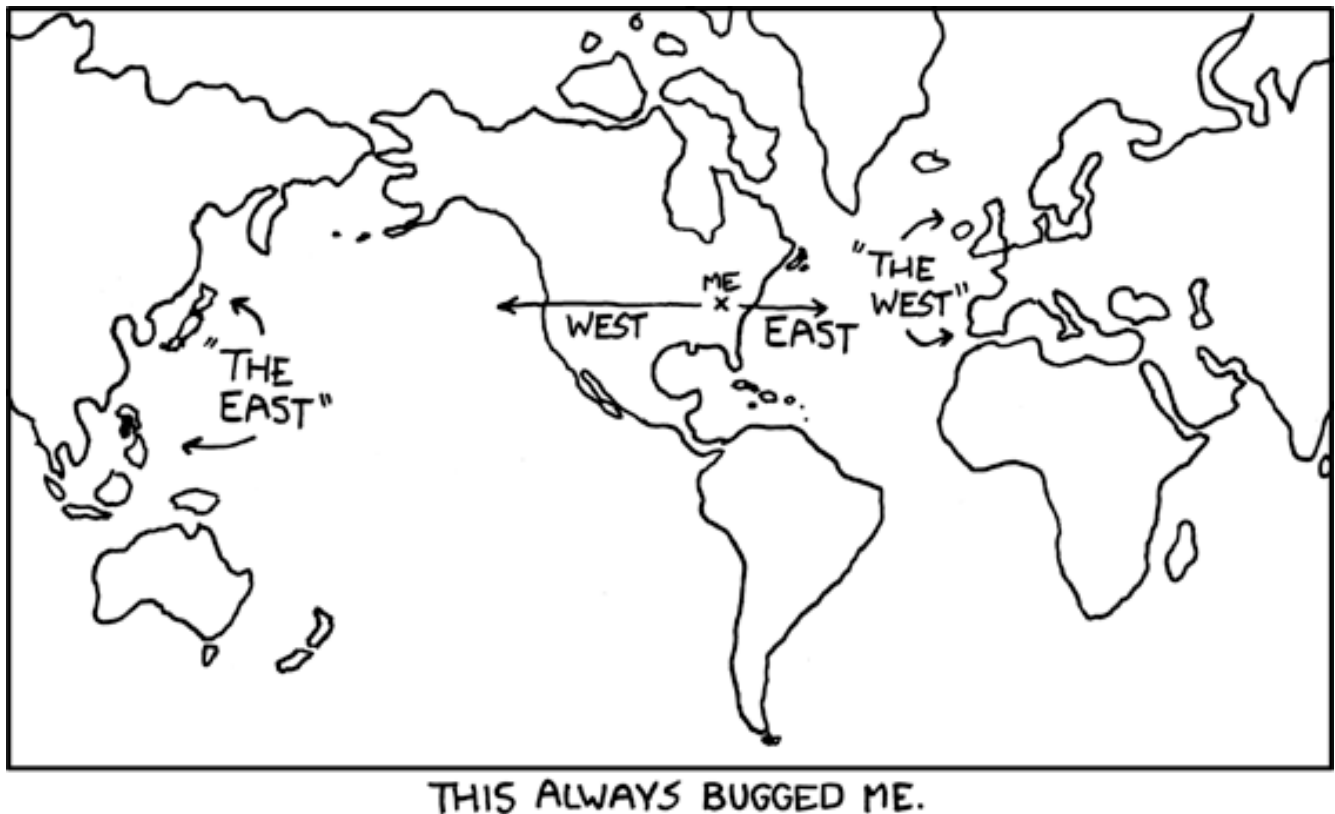 ME
WEST
EAST
"THE
WEST"
"THE
EAST"
THIS ALWAYS BUGGED ME.